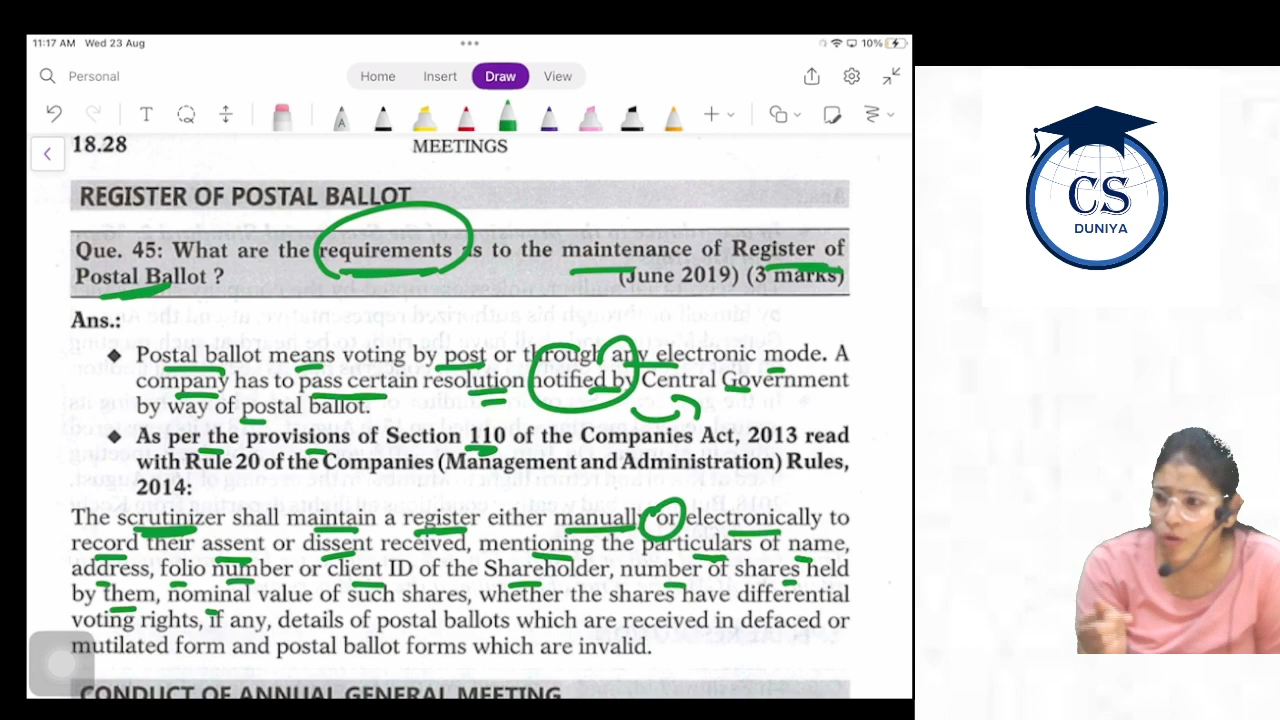 11:17 AM Wed 23 Aug
10%
Personal
Home Insert Draw View
18.28 MEETINGS
REGISTER OF POSTAL BALLOT
Que. 45: What are the requirements as to the maintenance of Register of
Postal Ballot ? (June 2019) (3 marks)
Ans.:
Postal ballot means voting by post or through any electronic mode. A
company has to pass certain resolution notified by Central Government
by way of postal ballot.
As per the provisions of Section 110 of the Companies Act, 2013 read
with Rule 20 of the Companies (Management and Administration) Rules,
2014:
The scrutinizer shall maintain a register either manually or electronically to
record their assent or dissent received, mentioning the particulars of name,
address, folio number or client ID of the Shareholder, number of shares held
by them, nominal value of such shares, whether the shares have differential
voting rights, if any, details of postal ballots which are received in defaced or
mutilated form and postal ballot forms which are invalid.
CONDUCT OF ANNUAL GENERAL MEETING
CS
DUNIYA